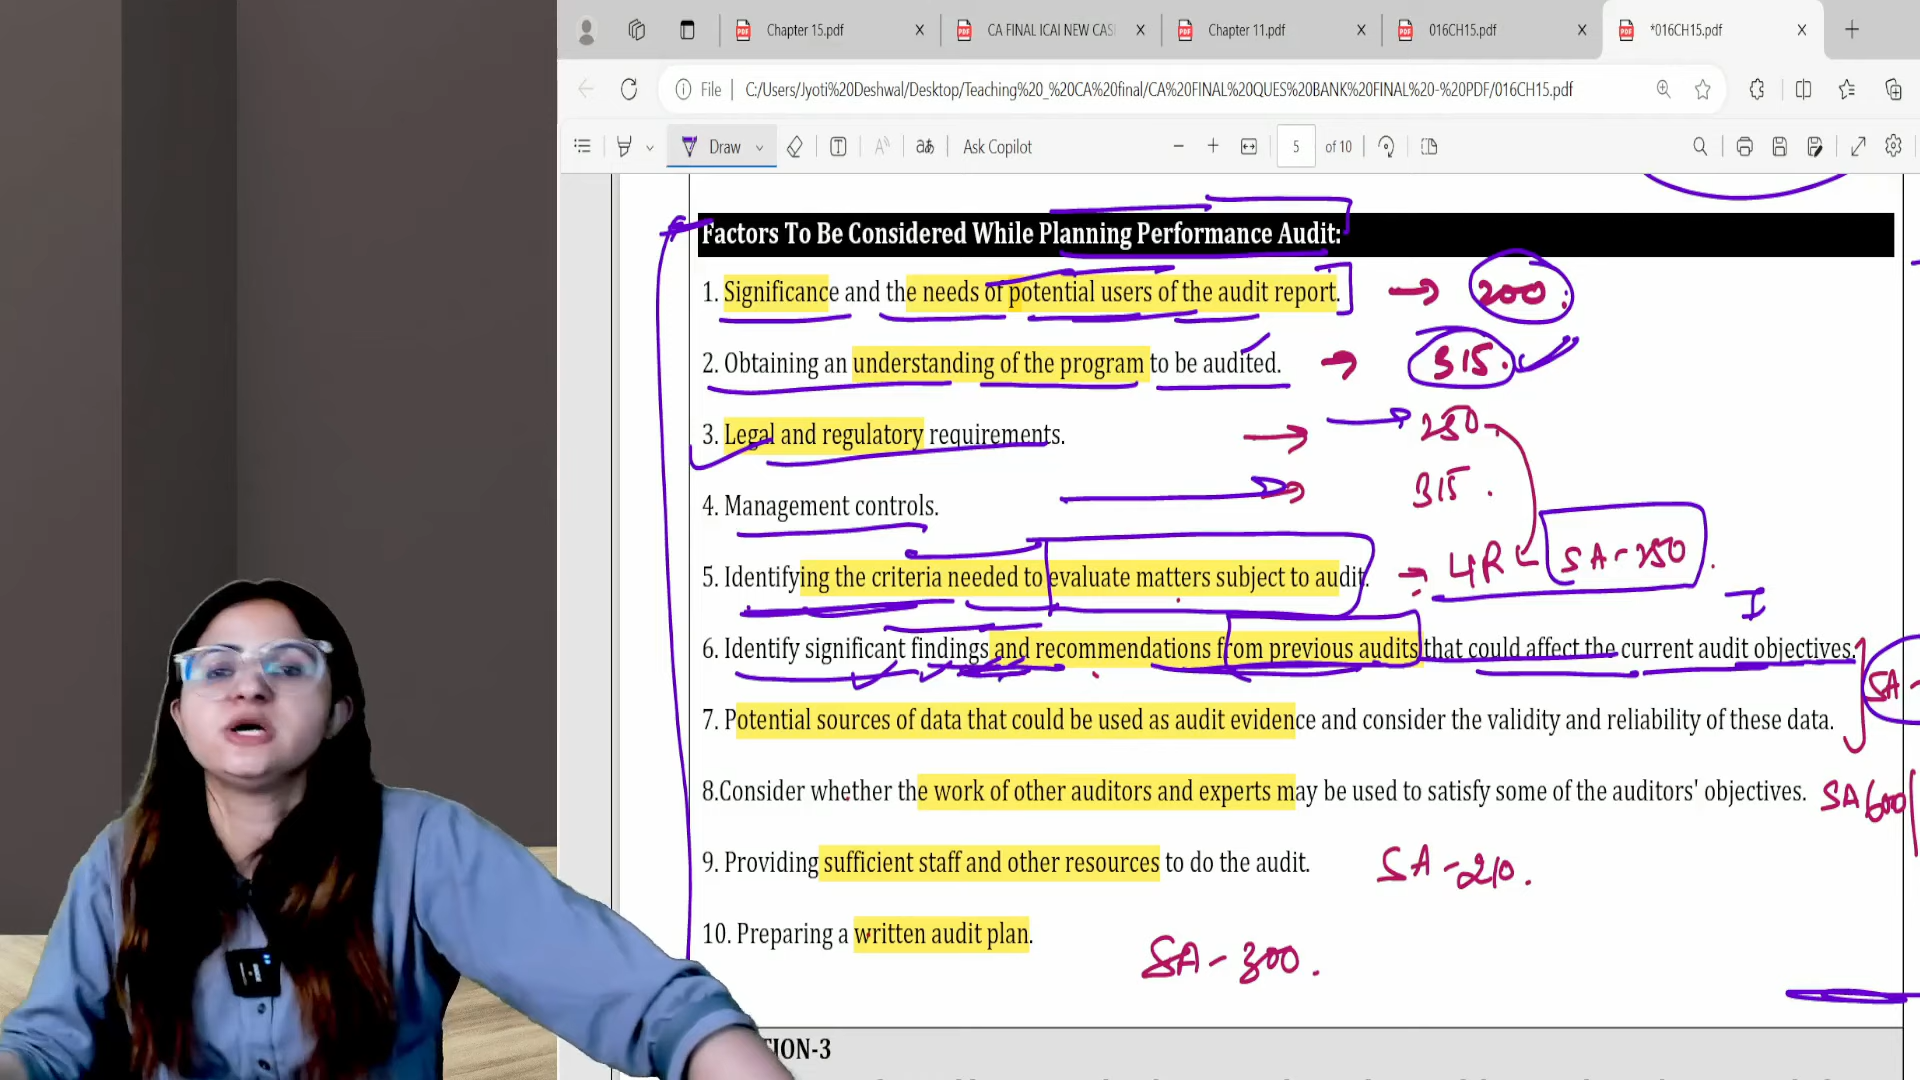 Chapter 15.pdf
CA FINAL ICAI NEW CAS
Chapter 11.pdf
016CH15.pdf
*016CH15.pdf
File
C:/Users/Jyoti%20Deshwal/Desktop/Teaching%20_%20CA%20final/CA%20FINAL%20QUES%20BANK%20FINAL%20-%20PDF/016CH15.pdf
Draw
Ask Copilot
5 of 10
Factors To Be Considered While Planning Performance Audit:
1. Significance and the needs of potential users of the audit report. 200.
2. Obtaining an understanding of the program to be audited. 315.
3. Legal and regulatory requirements. 250
4. Management controls. 315.
5. Identifying the criteria needed to evaluate matters subject to audit. 4R SA-250.
I
6. Identify significant findings and recommendations from previous audits that could affect the current audit objectives.
SA-
7. Potential sources of data that could be used as audit evidence and consider the validity and reliability of these data.
8.Consider whether the work of other auditors and experts may be used to satisfy some of the auditors' objectives. SA 600
9. Providing sufficient staff and other resources to do the audit. SA-210.
10. Preparing a written audit plan. SA-300.
ION-3